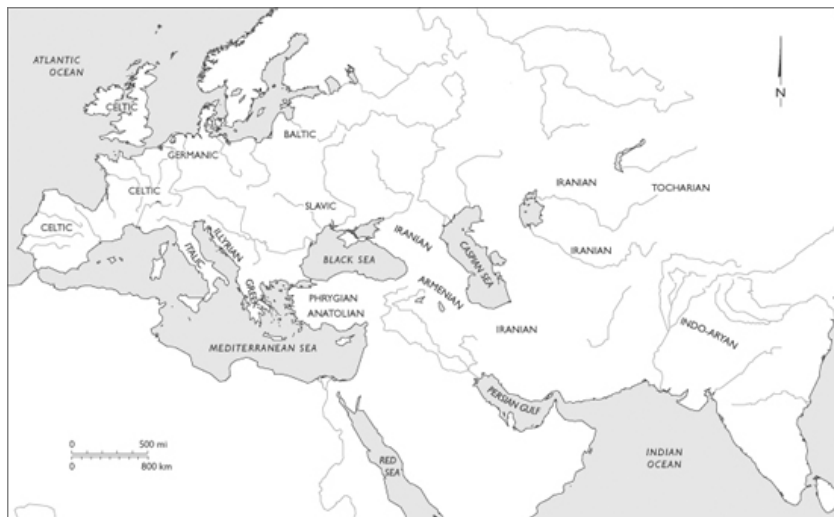 ATLANTIC
OCEAN
N
CELTIC
BALTIC
GERMANIC
CELTIC
IRANIAN
TOCHARIAN
SLAVIC
CELTIC
ILLYRIAN
ITALIC
IRANIAN
IRANIAN
BLACK SEA
CASPIAN SEA
GREEK
PHRYGIAN
ANATOLIAN
ARMENIAN
IRANIAN
INDO-ARYAN
MEDITERRANEAN SEA
PERSIAN GULF
0 500 mi
0 800 km
RED
SEA
INDIAN
OCEAN